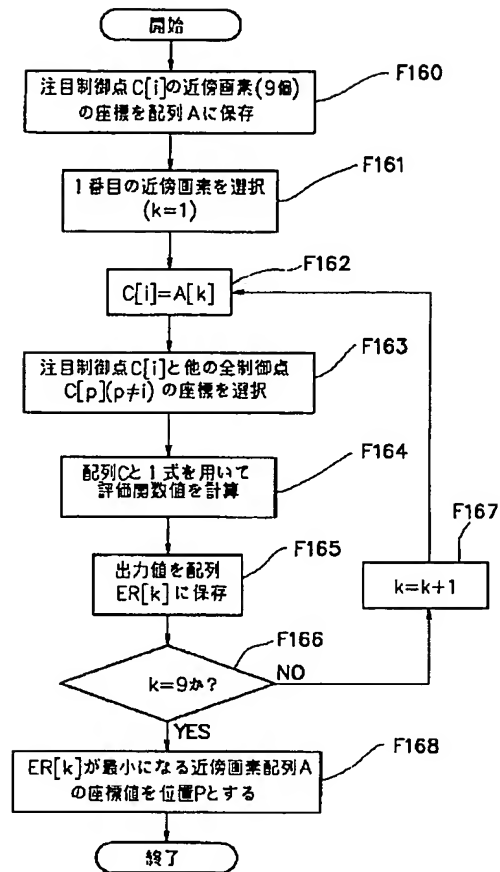 開始
注目制御点C[i]の近傍画素(9個)
の座標を配列Aに保存
F160
1番目の近傍画素を選択
(k=1)
F161
C[i]=A[k]
F162
注目制御点C[i]と他の全制御点
C[p](p≠i)の座標を選択
F163
配列Cと1式を用いて
評価関数値を計算
F164
出力値を配列
ER[k]に保存
F165
k=9か?
F166
NO
k=k+1
F167
YES
ER[k]が最小になる近傍画素配列A
の座標値を位置Pとする
F168
終了